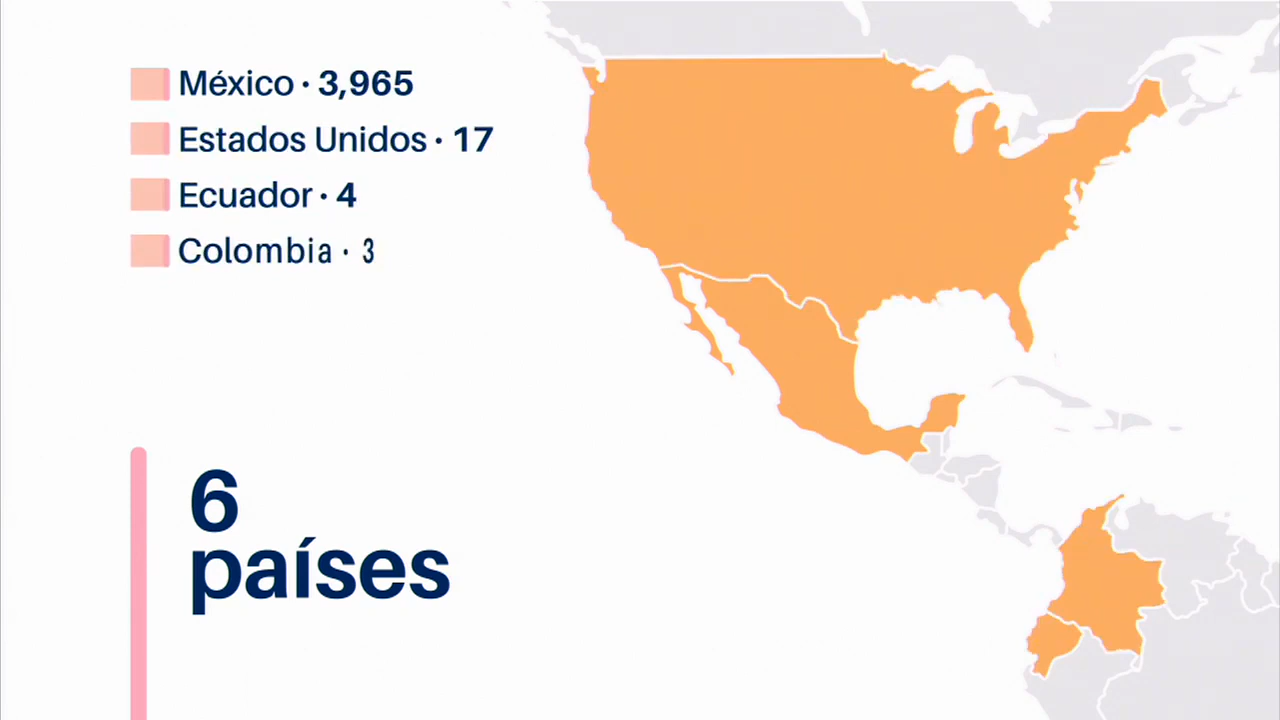 México · 3,965
Estados Unidos · 17
Ecuador · 4
Colombia · 3
6
países